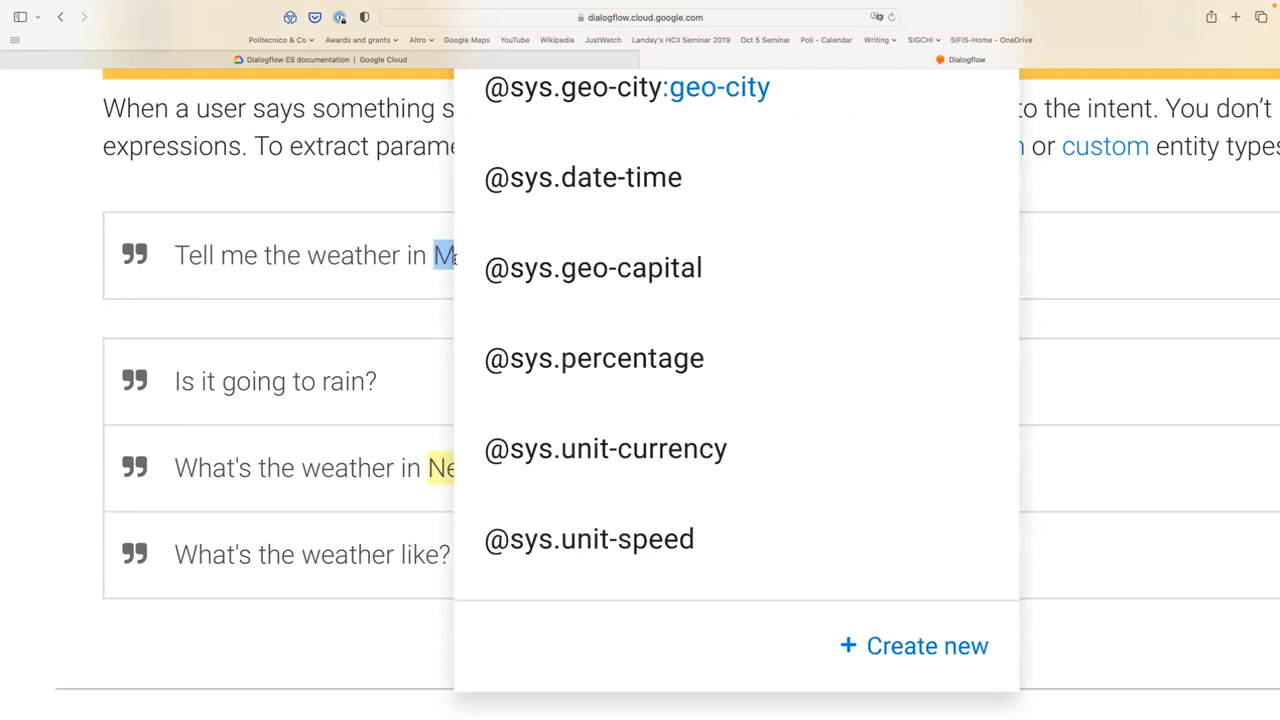 dialogflow.cloud.google.com
Politecnico & Co
Awards and grants
Altro
Google Maps
YouTube
Wikipedia
JustWatch
Landay's HCII Seminar 2019
Oct 5 Seminar
Poli - Calendar
Writing
SIGCHI
SIFIS-Home - OneDrive
Dialogflow ES documentation | Google Cloud
Dialogflow
When a user says something s
to the intent. You don't
expressions. To extract parame
or custom entity types
Tell me the weather in M
Is it going to rain?
What's the weather in Ne
What's the weather like?
@sys.geo-city:geo-city
@sys.date-time
@sys.geo-capital
@sys.percentage
@sys.unit-currency
@sys.unit-speed
+ Create new